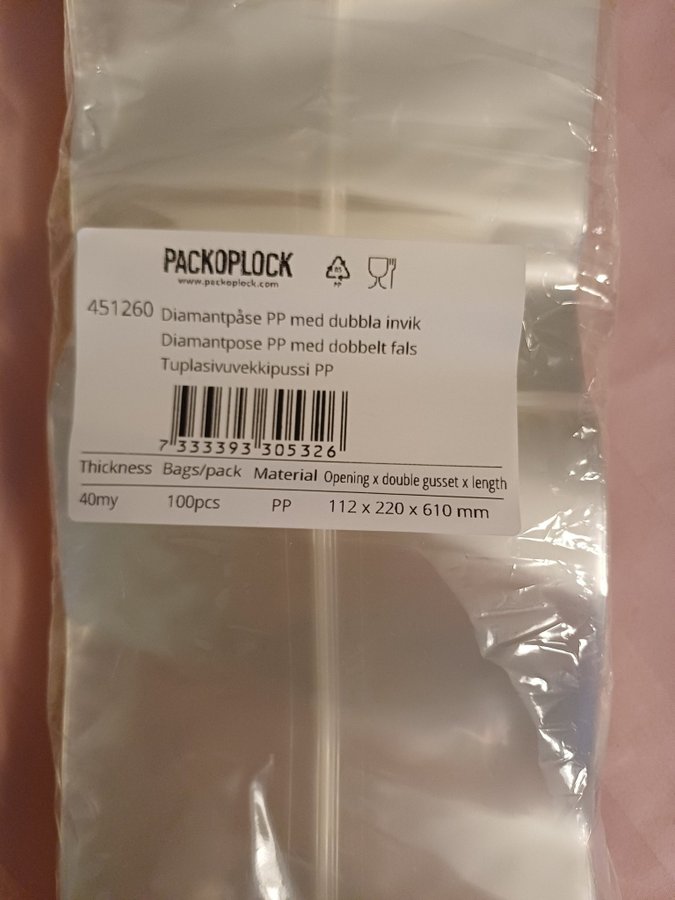 PACKOPLOCK
www.packoplock.com
PP
451260
Diamantpåse PP med dubbla invik
Diamantpose PP med dobbelt fals
Tuplasivuvekkipussi PP
7 333393 305326
Thickness Bags/pack Material Opening x double gusset x length
40my 100pcs PP 112 x 220 x 610 mm